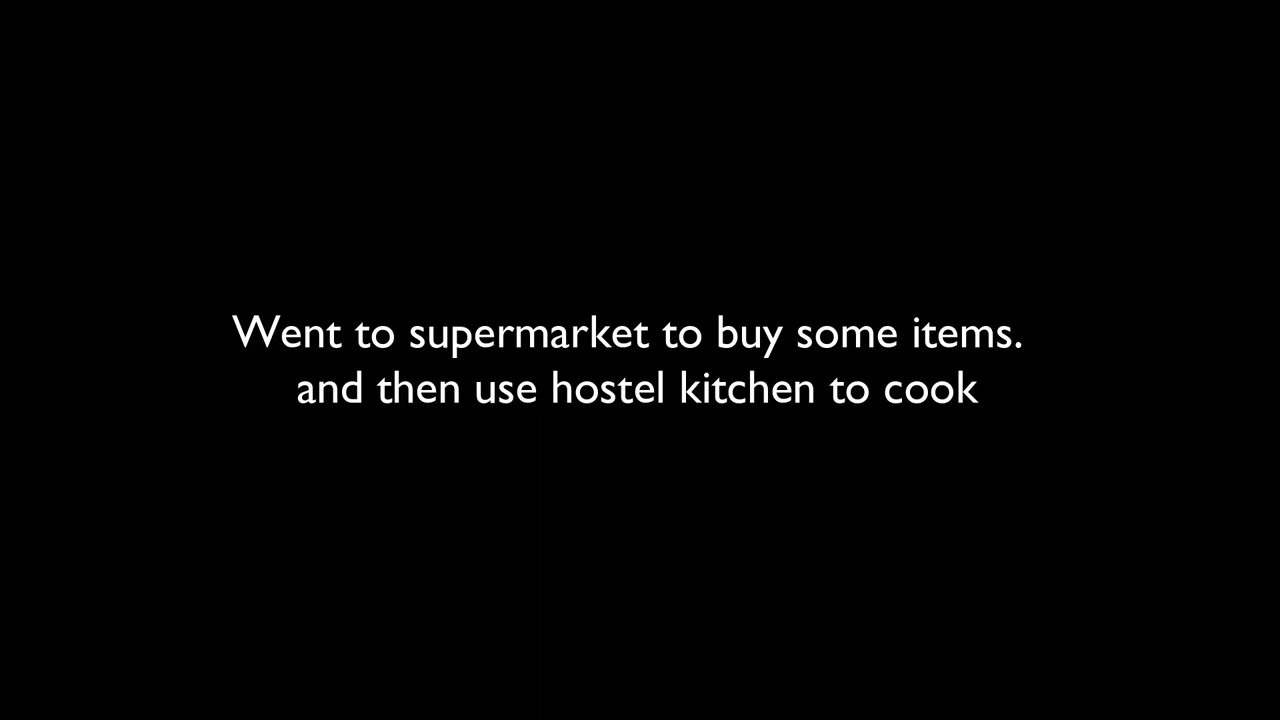 Went to supermarket to buy some items.
and then use hostel kitchen to cook